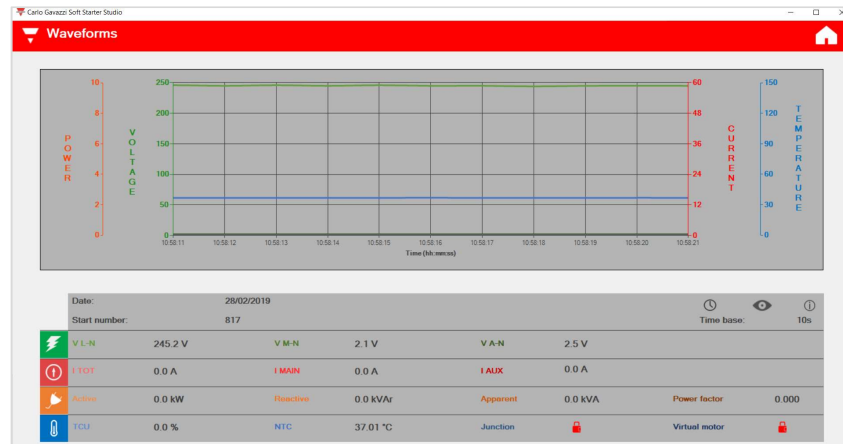 Carlo Gavazzi Soft Starter Studio
Waveforms
POWER
10
8
6
4
2
0
VOLTAGE
250
200
150
100
50
0
60
48
36
24
12
0
CURRENT
150
120
90
60
30
0
TEMPERATURE
10:58:11 10:58:12 10:58:13 10:58:14 10:58:15 10:58:16 10:58:17 10:58:18 10:58:19 10:58:20 10:58:21
Time (hh:mm:ss)
Date: 28/02/2019
Start number: 817 Time base: 10s
V L-N 245.2 V V M-N 2.1 V V A-N 2.5 V
I TOT 0.0 A I MAIN 0.0 A I AUX 0.0 A
Active 0.0 kW Reactive 0.0 kVAr Apparent 0.0 kVA Power factor 0.000
TCU 0.0 % NTC 37.01 °C Junction Virtual motor